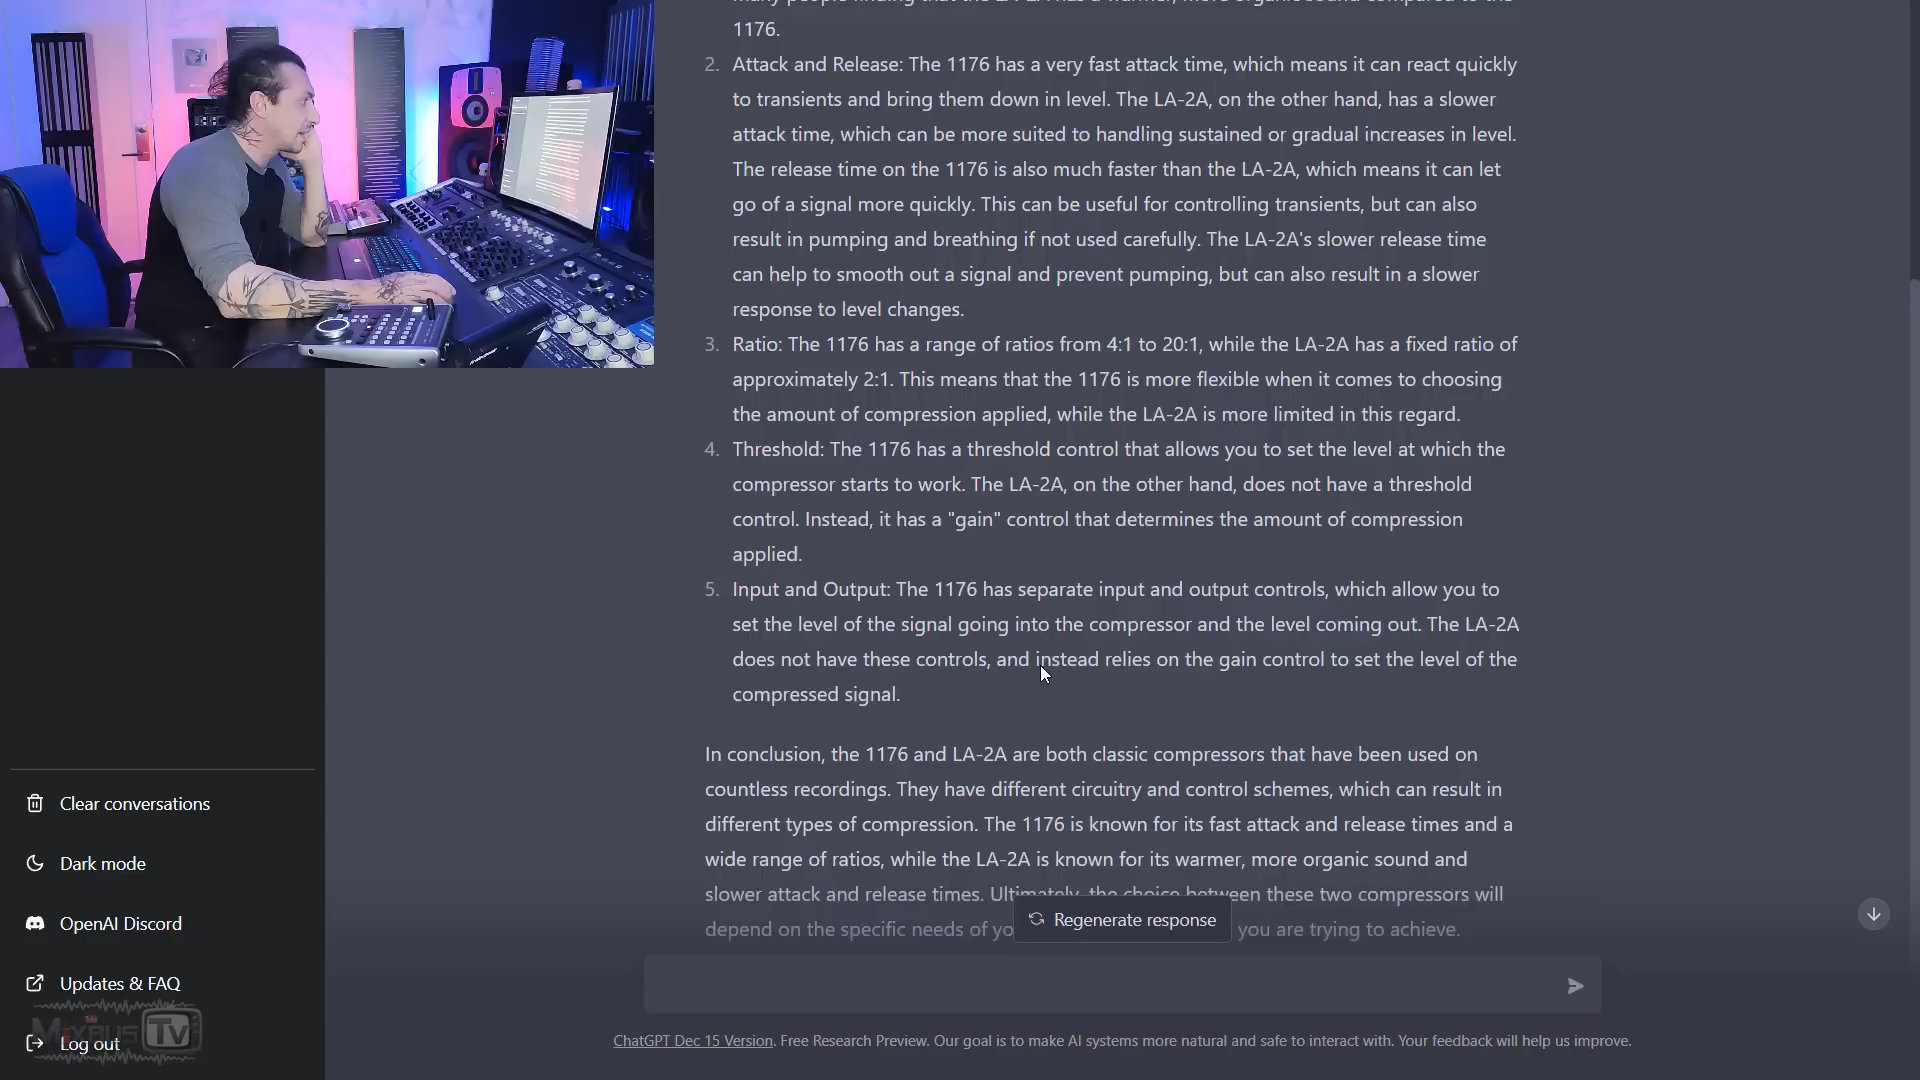 1176.
2. Attack and Release: The 1176 has a very fast attack time, which means it can react quickly
to transients and bring them down in level. The LA-2A, on the other hand, has a slower
attack time, which can be more suited to handling sustained or gradual increases in level.
The release time on the 1176 is also much faster than the LA-2A, which means it can let
go of a signal more quickly. This can be useful for controlling transients, but can also
result in pumping and breathing if not used carefully. The LA-2A's slower release time
can help to smooth out a signal and prevent pumping, but can also result in a slower
response to level changes.
3. Ratio: The 1176 has a range of ratios from 4:1 to 20:1, while the LA-2A has a fixed ratio of
approximately 2:1. This means that the 1176 is more flexible when it comes to choosing
the amount of compression applied, while the LA-2A is more limited in this regard.
4. Threshold: The 1176 has a threshold control that allows you to set the level at which the
compressor starts to work. The LA-2A, on the other hand, does not have a threshold
control. Instead, it has a "gain" control that determines the amount of compression
applied.
5. Input and Output: The 1176 has separate input and output controls, which allow you to
set the level of the signal going into the compressor and the level coming out. The LA-2A
does not have these controls, and instead relies on the gain control to set the level of the
compressed signal.
In conclusion, the 1176 and LA-2A are both classic compressors that have been used on
countless recordings. They have different circuitry and control schemes, which can result in
different types of compression. The 1176 is known for its fast attack and release times and a
wide range of ratios, while the LA-2A is known for its warmer, more organic sound and
slower attack and release times. Ultimately, the choice between these two compressors will
depend on the specific needs of you are trying to achieve.
Regenerate response
Clear conversations
Dark mode
OpenAI Discord
Updates & FAQ
Log out
MixBus Tv
ChatGPT Dec 15 Version. Free Research Preview. Our goal is to make AI systems more natural and safe to interact with. Your feedback will help us improve.